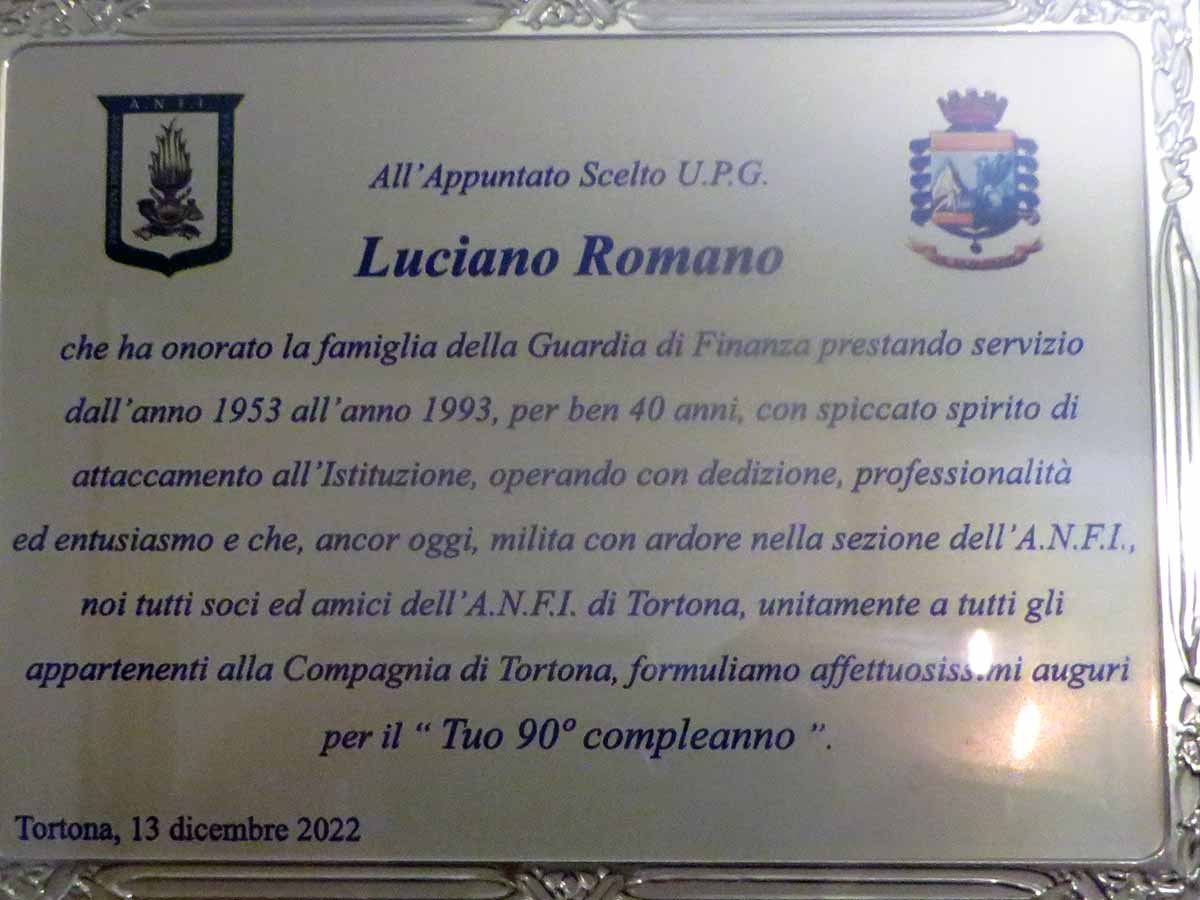 A.N.F.I.
All'Appuntato Scelto U.P.G.
Luciano Romano
che ha onorato la famiglia della Guardia di Finanza prestando servizio
dall'anno 1953 all'anno 1993, per ben 40 anni, con spiccato spirito di
attaccamento all'Istituzione, operando con dedizione, professionalità
ed entusiasmo e che, ancor oggi, milita con ardore nella sezione dell'A.N.F.I.,
noi tutti soci ed amici dell'A.N.F.I. di Tortona, unitamente a tutti gli
appartenenti alla Compagnia di Tortona, formuliamo affettuosissimi auguri
per il “ Tuo 90° compleanno ”.
Tortona, 13 dicembre 2022